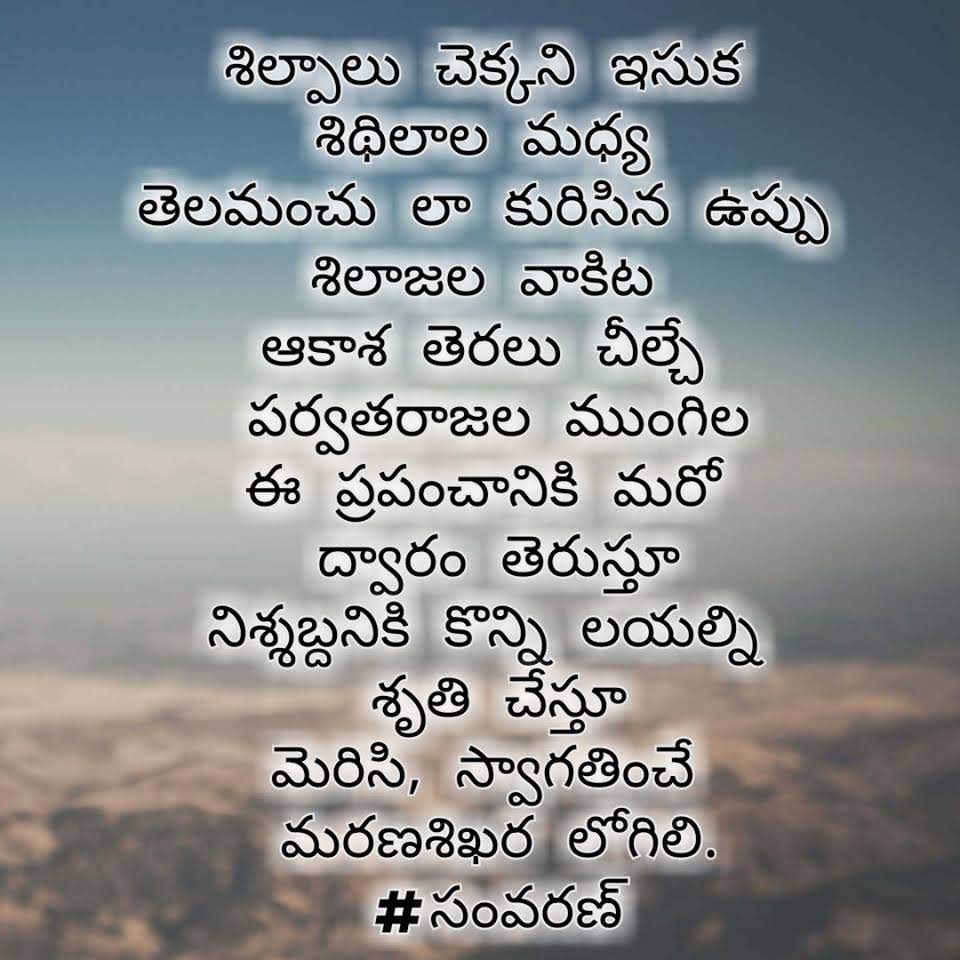 శిల్పాలు చెక్కని ఇసుక
శిథిలాల మధ్య
తెలమంచు లా కురిసిన ఉప్పు
శిలాజల వాకిట
ఆకాశ తెరలు చీల్చే
పర్వతరాజల ముంగిల
ఈ ప్రపంచానికి మరో
ద్వారం తెరుస్తూ
నిశ్శబ్దనికి కొన్ని లయల్ని
శృతి చేస్తూ
మెరిసి, స్వాగతించే
మరణశిఖర లోగిలి.
#సంవరణ్